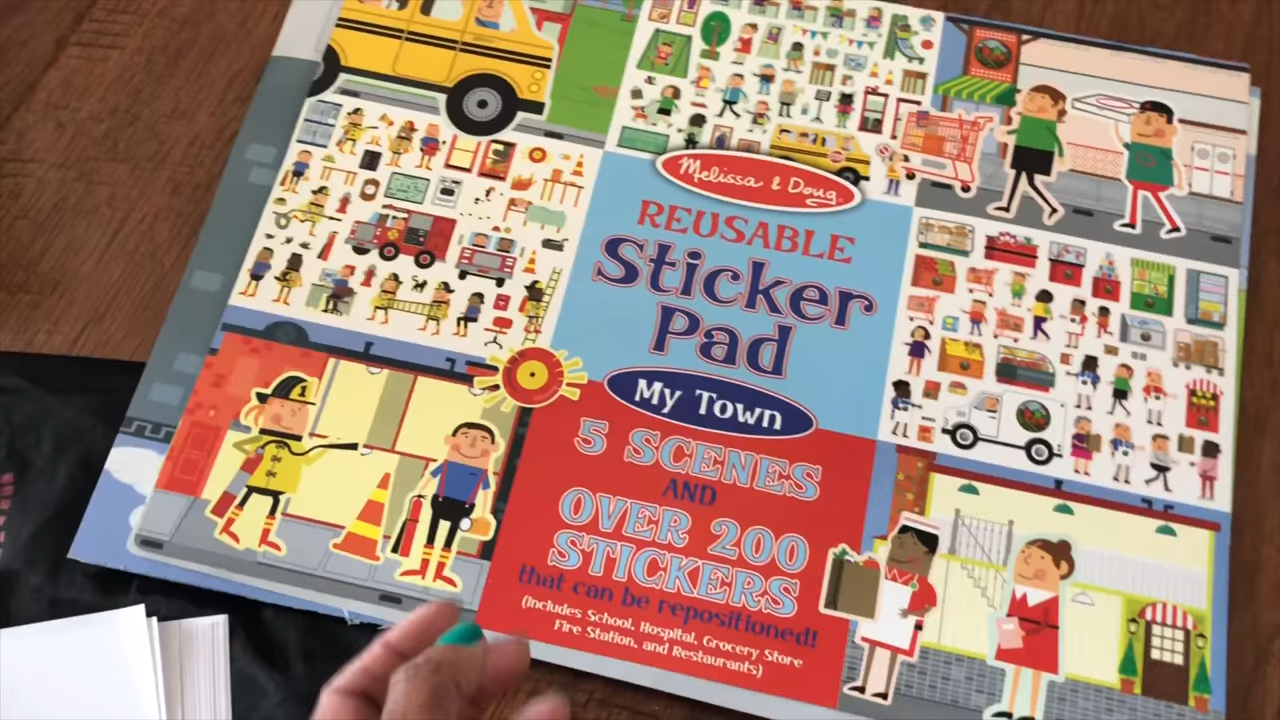 Melissa & Doug
REUSABLE
Sticker
Pad
My Town
5 SCENES
AND
OVER 200
STICKERS
that can be repositioned!
(Includes School, Hospital, Grocery Store
Fire Station, and Restaurants)
1